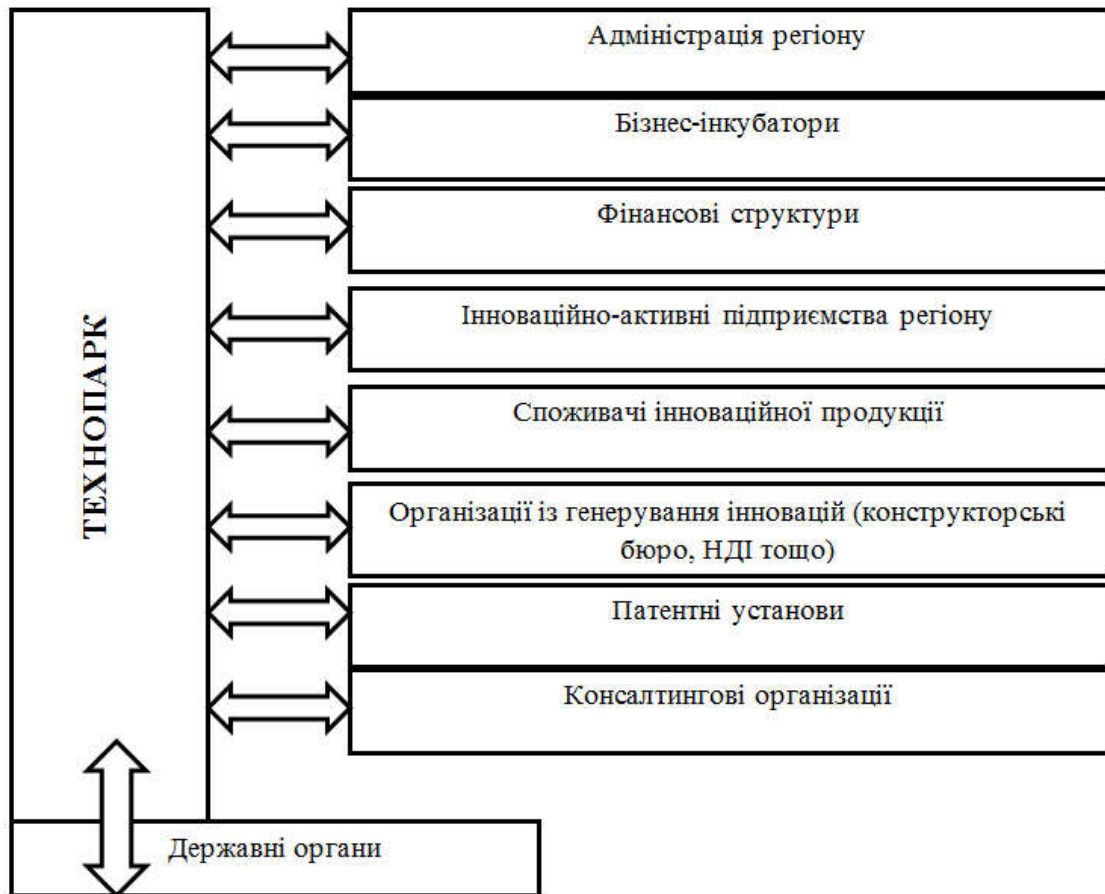 ТЕХНОПАРК
Адміністрація регіону
Бізнес-інкубатори
Фінансові структури
Інноваційно-активні підприємства регіону
Споживачі інноваційної продукції
Організації із генерування інновацій (конструкторські
бюро, НДІ тощо)
Патентні установи
Консалтингові організації
Державні органи